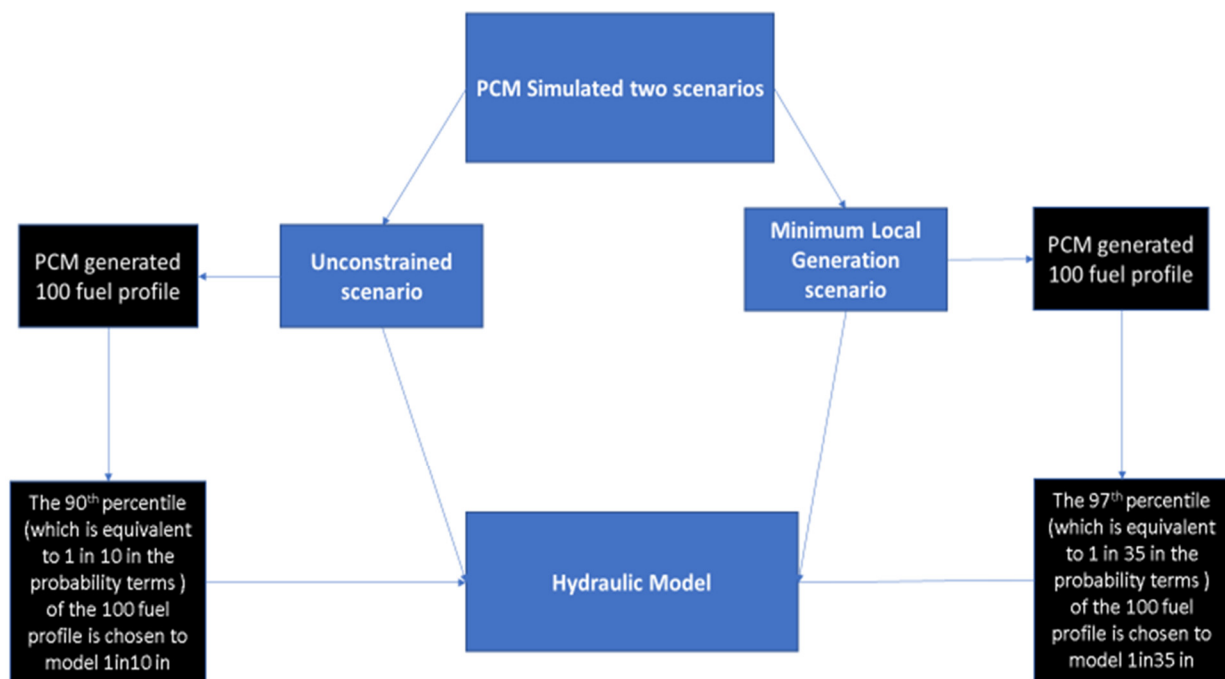 PCM Simulated two scenarios
PCM generated
100 fuel profile
Unconstrained
scenario
Minimum Local
Generation
scenario
PCM generated
100 fuel profile
The 90th percentile
(which is equivalent
to 1 in 10 in the
probability terms )
of the 100 fuel
profile is chosen to
model 1in10 in
Hydraulic Model
The 97th percentile
(which is equivalent
to 1 in 35 in the
probability terms )
of the 100 fuel
profile is chosen to
model 1in35 in